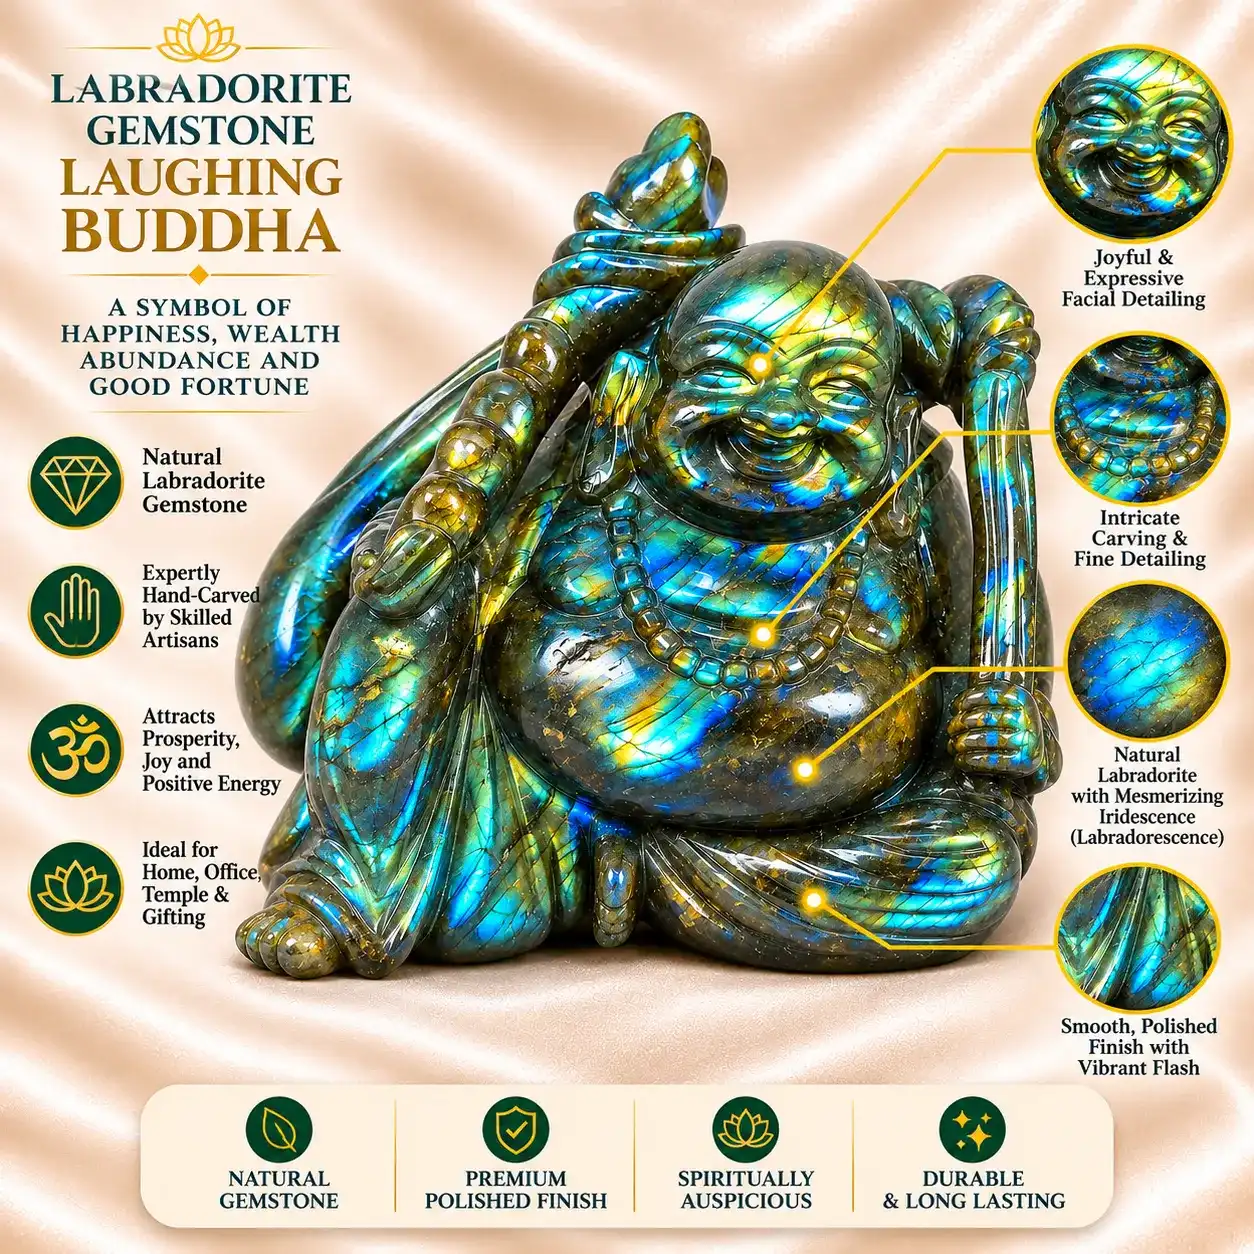 LABRADORITE
GEMSTONE
LAUGHING
BUDDHA
A SYMBOL OF
HAPPINESS, WEALTH
ABUNDANCE AND
GOOD FORTUNE
Natural
Labradorite
Gemstone
Expertly
Hand-Carved
by Skilled
Artisans
ॐ
Attracts
Prosperity,
Joy and
Positive Energy
Ideal for
Home, Office,
Temple &
Gifting
Joyful &
Expressive
Facial Detailing
Intricate
Carving &
Fine Detailing
Natural
Labradorite
with Mesmerizing
Iridescence
(Labradorescence)
Smooth, Polished
Finish with
Vibrant Flash
NATURAL
GEMSTONE
PREMIUM
POLISHED FINISH
SPIRITUALLY
AUSPICIOUS
DURABLE
& LONG LASTING